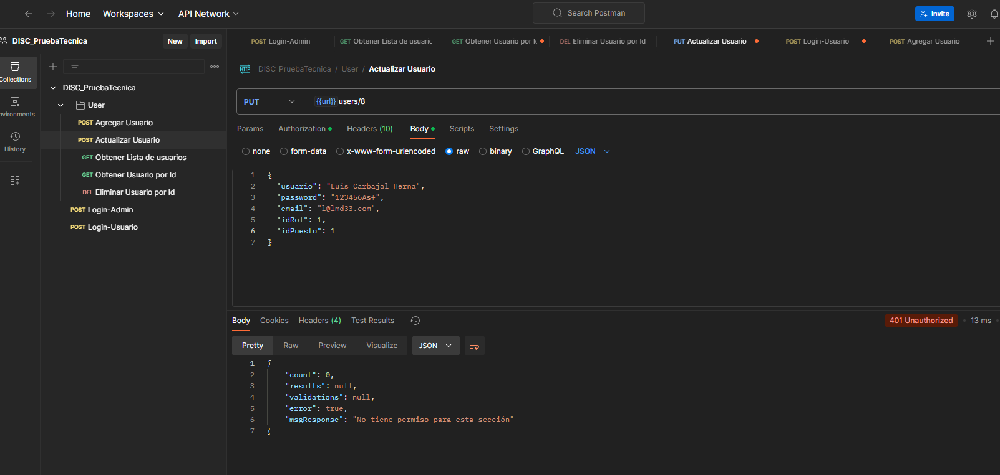 Home Workspaces API Network Search Postman Invite
DISC_PruebaTecnica New Import
POST Login-Admin GET Obtener Lista de usuaric GET Obtener Usuario por Ic DEL Eliminar Usuario por Id PUT Actualizar Usuario POST Login-Usuario POST Agregar Usuario
Collections
nvironments
History
DISC_PruebaTecnica
User
POST Agregar Usuario
POST Actualizar Usuario
GET Obtener Lista de usuarios
GET Obtener Usuario por Id
DEL Eliminar Usuario por Id
POST Login-Admin
POST Login-Usuario
HTTP DISC_PruebaTecnica / User / Actualizar Usuario
PUT {{url}} users/8
Params Authorization Headers (10) Body Scripts Settings
none form-data x-www-form-urlencoded raw binary GraphQL JSON
1 {
2 "usuario": "Luis Carbajal Herna",
3 "password": "123456As+",
4 "email": "l@lmd33.com",
5 "idRol": 1,
6 "idPuesto": 1
7 }
Body Cookies Headers (4) Test Results 401 Unauthorized 13 ms
Pretty Raw Preview Visualize JSON
1 {
2 "count": 0,
3 "results": null,
4 "validations": null,
5 "error": true,
6 "msgResponse": "No tiene permiso para esta sección"
7 }